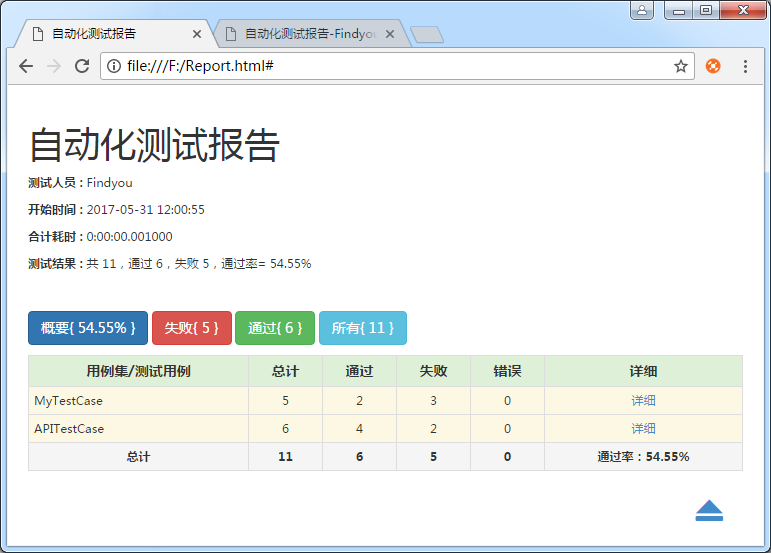 自动化测试报告
自动化测试报告-Findyou
file:///F:/Report.html#
自动化测试报告
测试人员 : Findyou
开始时间 : 2017-05-31 12:00:55
合计耗时 : 0:00:00.001000
测试结果 : 共 11，通过 6，失败 5，通过率= 54.55%
概要{ 54.55% } 失败{ 5 } 通过{ 6 } 所有{ 11 }
用例集/测试用例 总计 通过 失败 错误 详细
MyTestCase 5 2 3 0 详细
APITestCase 6 4 2 0 详细
总计 11 6 5 0 通过率：54.55%